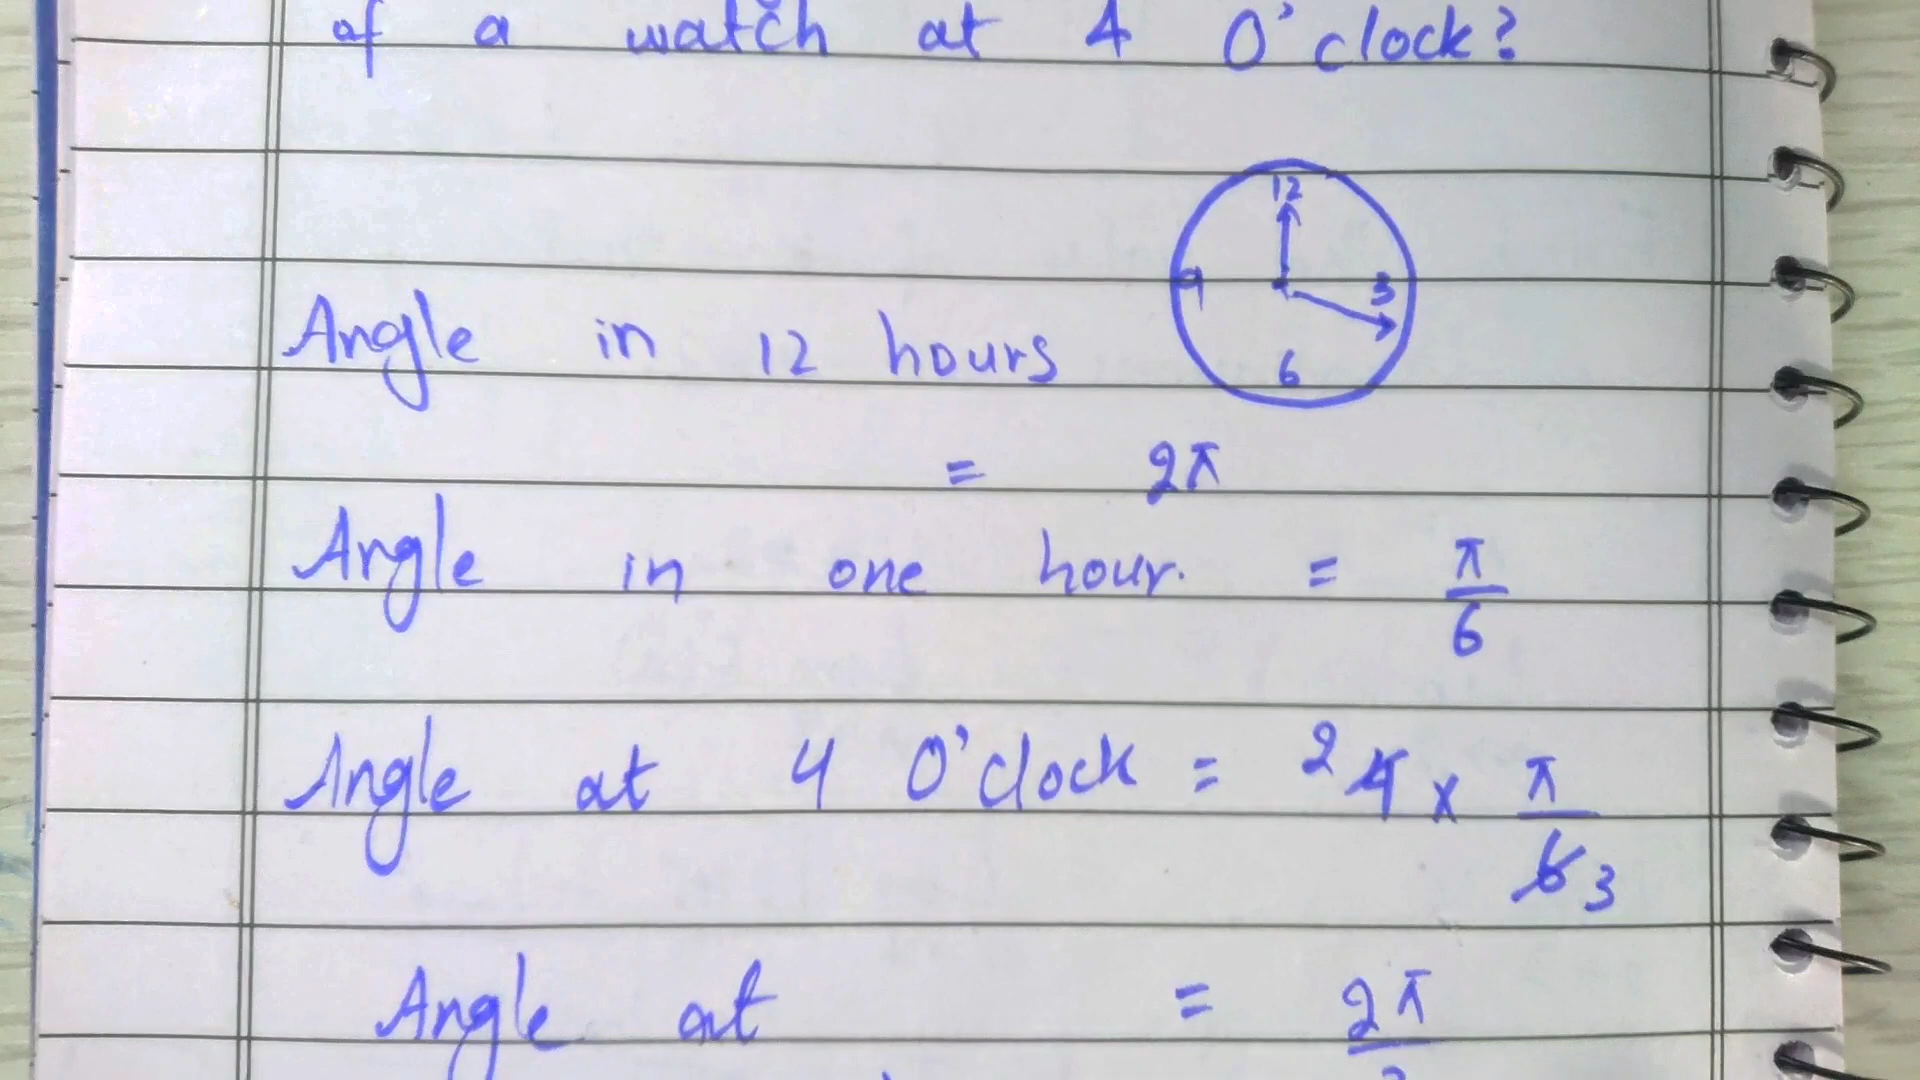 of a watch at 4 O'clock?
12
9 3
6
Angle in 12 hours
= 2π
Angle in one hour. = π/6
Angle at 4 O'clock = 2 4 x π/6 3
Angle at = 2π